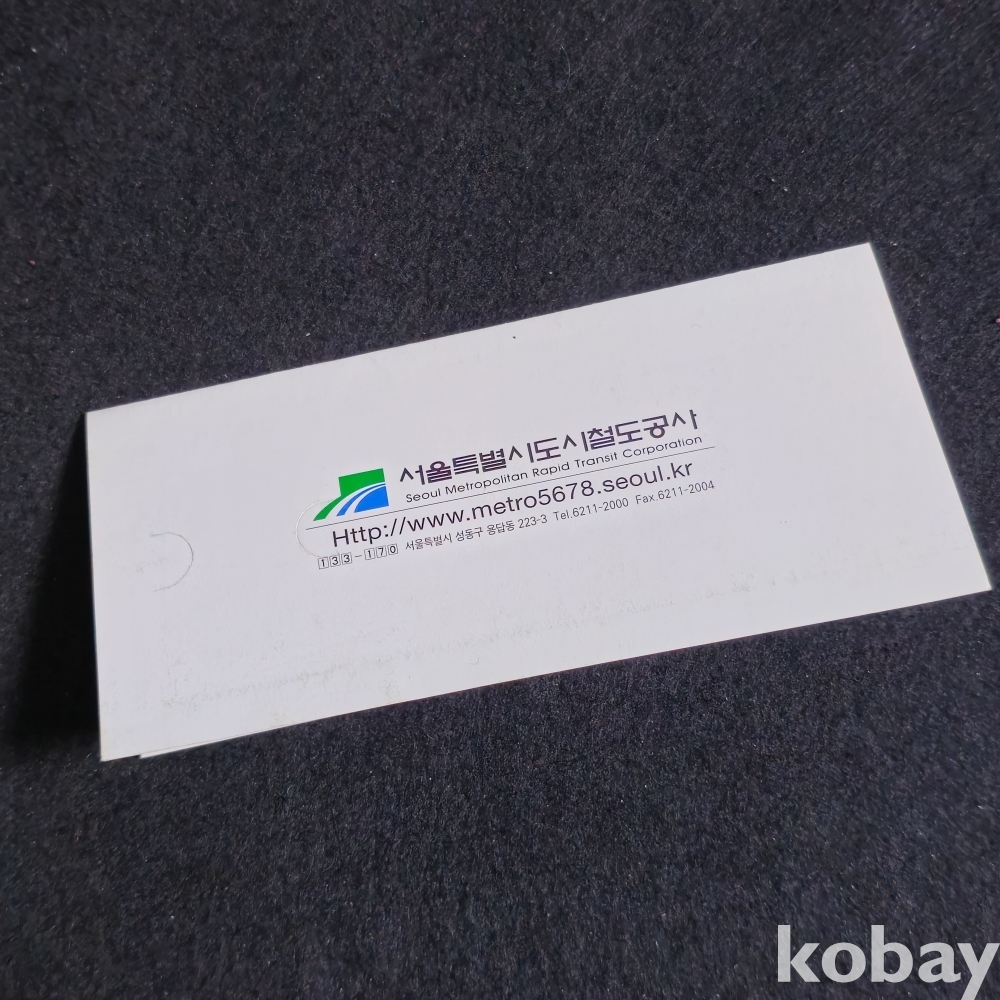 서울특별시도시철도공사
Seoul Metropolitan Rapid Transit Corporation
Http://www.metro5678.seoul.kr
133-170 서울특별시 성동구 용답동 223-3 Tel.6211-2000 Fax.6211-2004
kobay